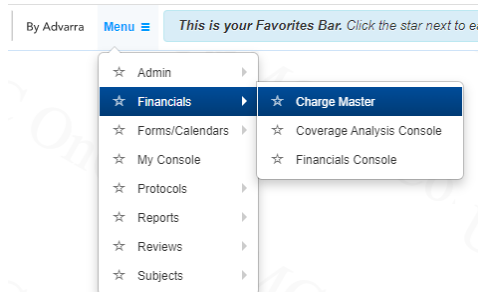 By Advarra Menu ≡ This is your Favorites Bar. Click the star next to
Admin
Financials
Charge Master
Forms/Calendars
Coverage Analysis Console
My Console
Financials Console
Protocols
Reports
Reviews
Subjects